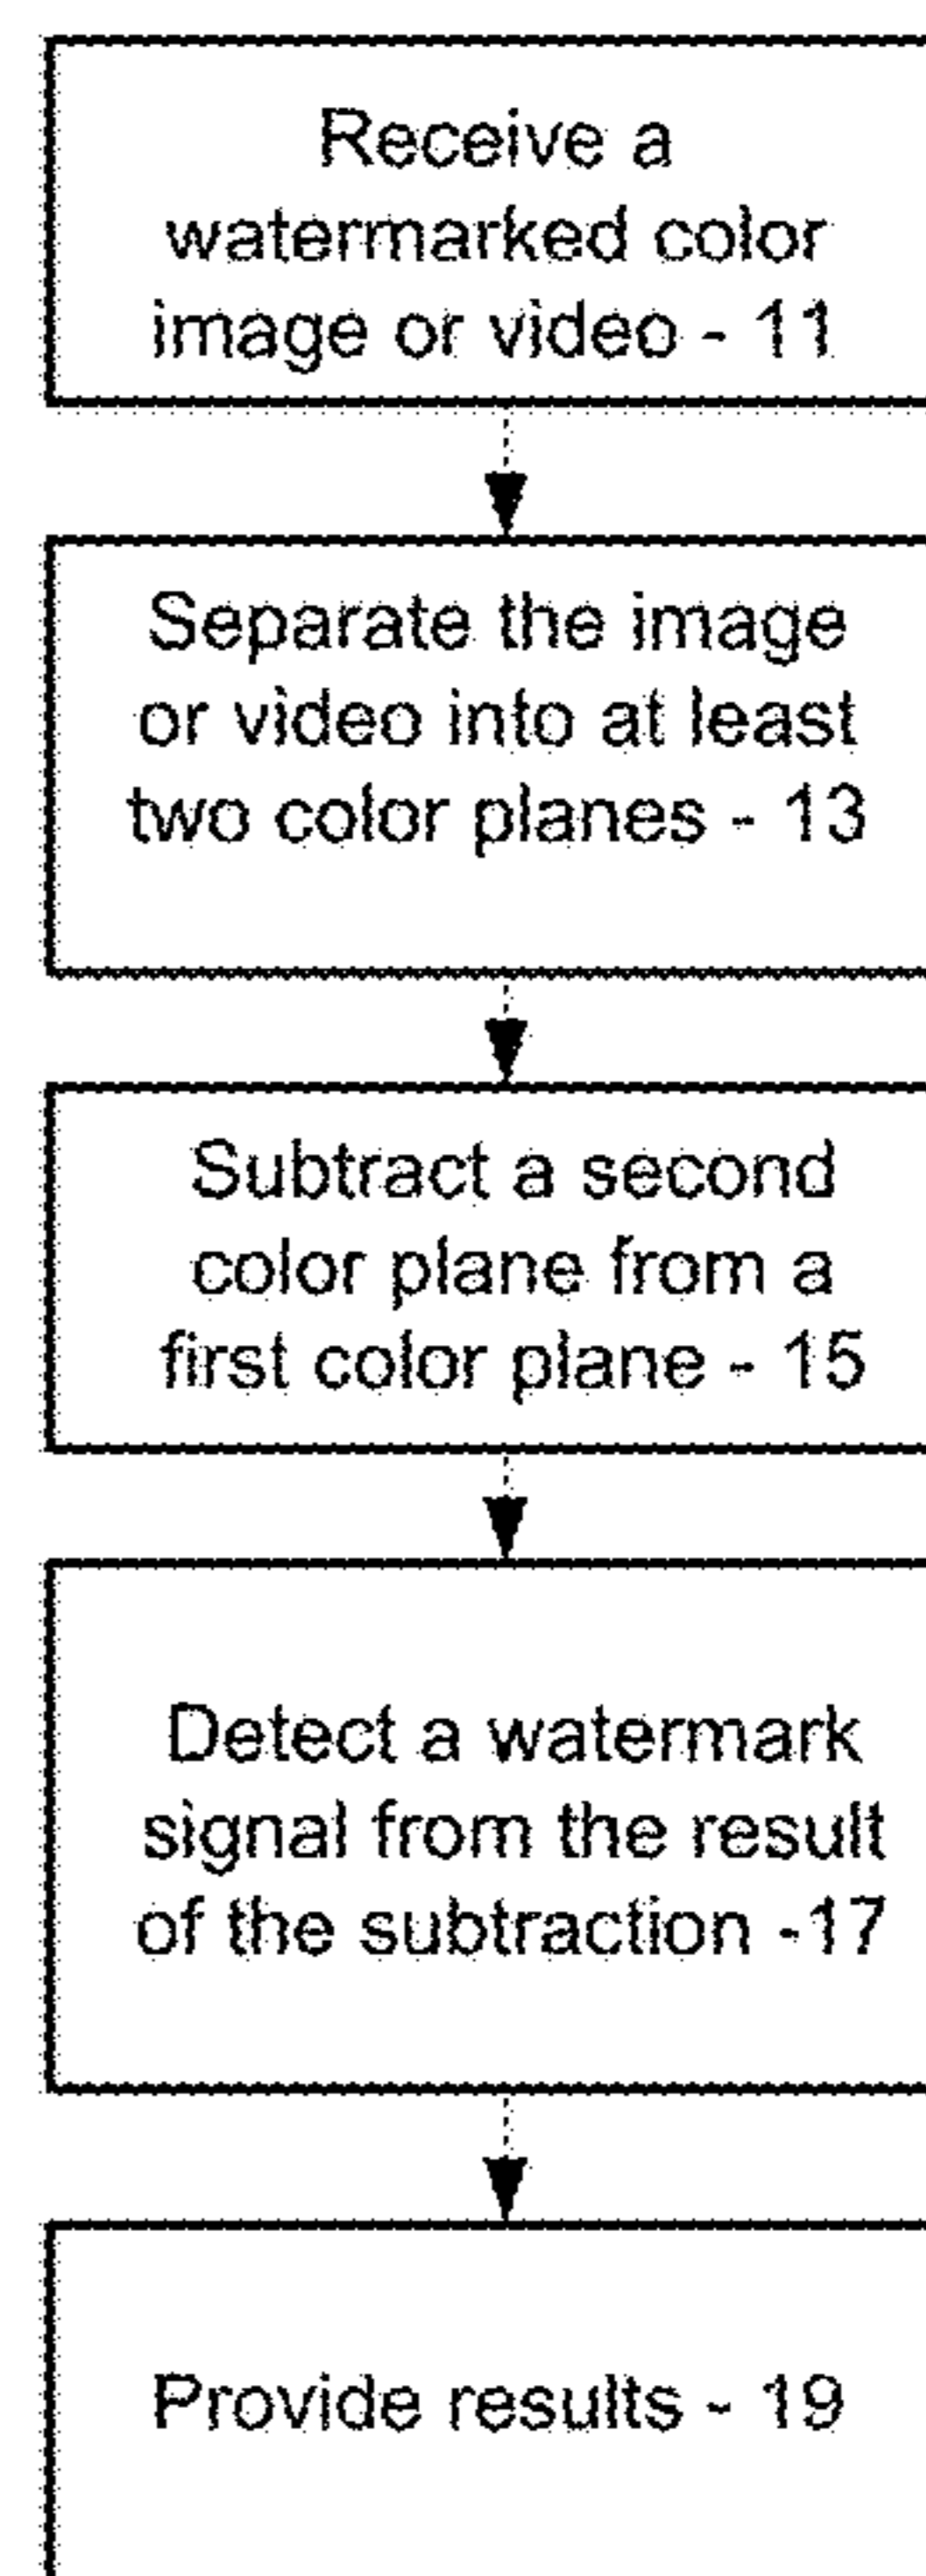 Receive a
watermarked color
image or video - 11
Separate the image
or video into at least
two color planes - 13
Subtract a second
color plane from a
first color plane - 15
Detect a watermark
signal from the result
of the subtraction -17
Provide results - 19